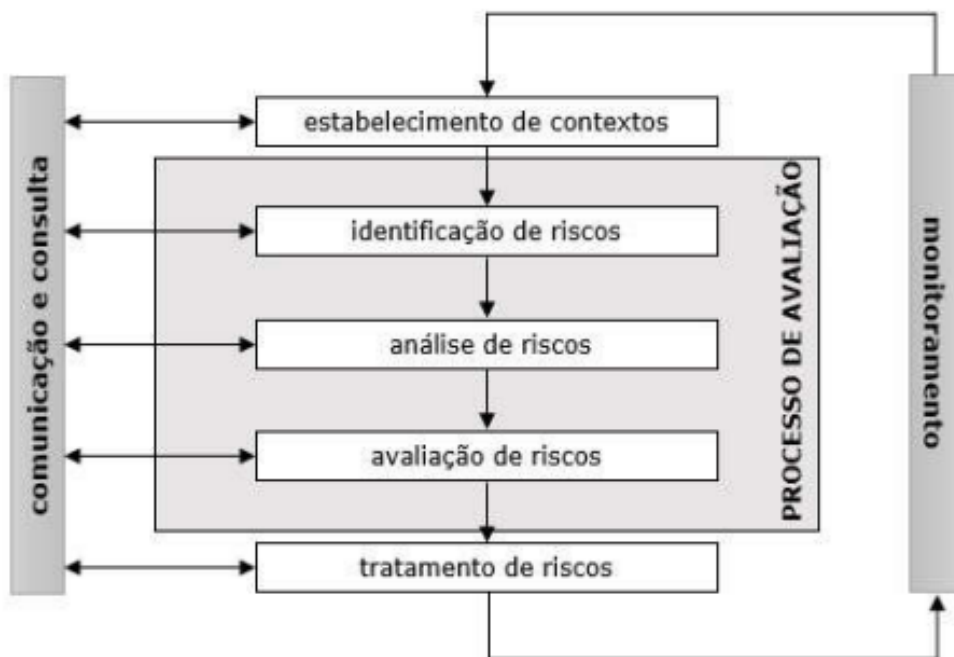 estabelecimento de contextos
identificação de riscos
análise de riscos
avaliação de riscos
tratamento de riscos
comunicação e consulta
PROCESSO DE AVALIAÇÃO
monitoramento